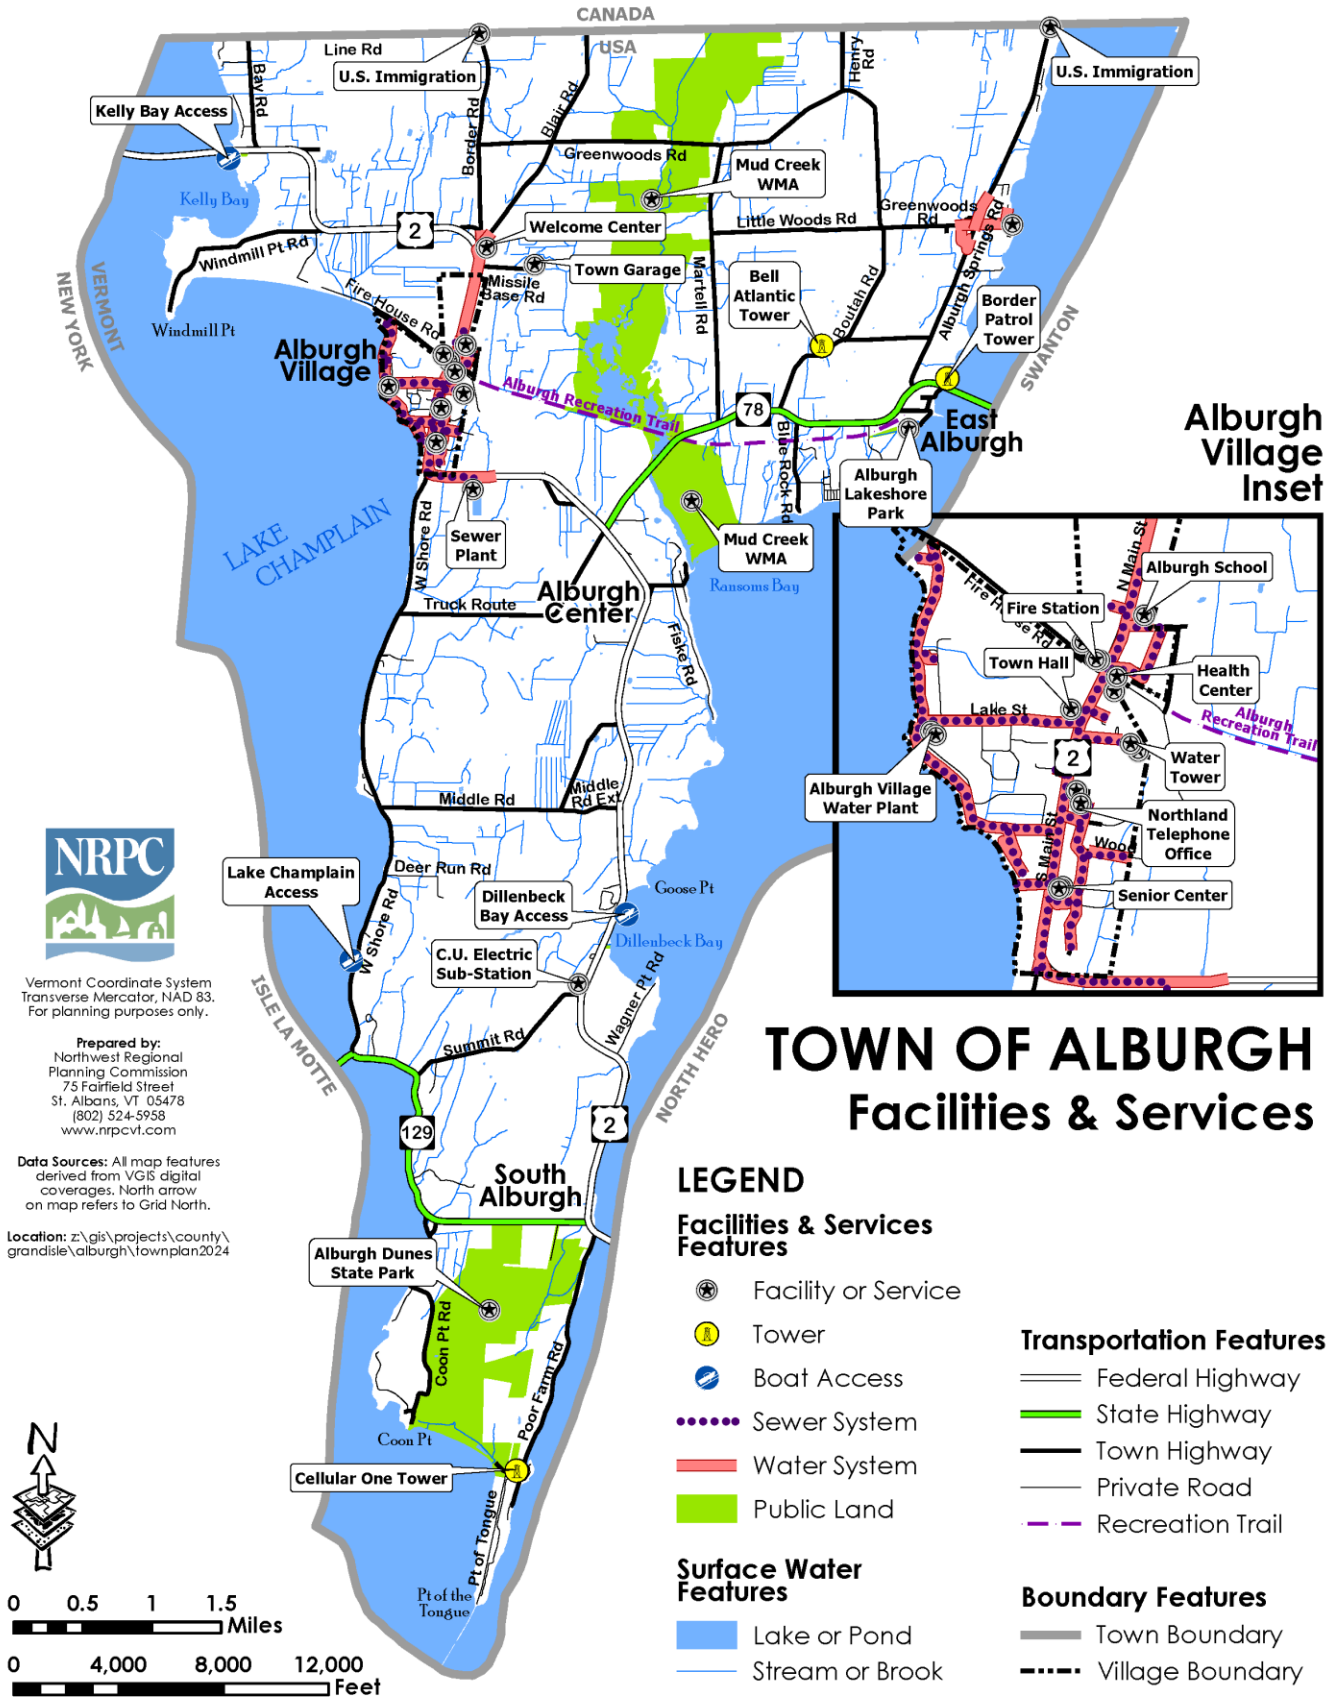 CANADA
USA
Line Rd
U.S. Immigration
Bay Rd
Border Rd
Blair Rd
Henry
Rd
U.S. Immigration
Kelly Bay Access
Kelly Bay
Greenwoods Rd
Mud Creek
WMA
Greenwoods
Rd
Little Woods Rd
2
Welcome Center
Windmill Pt Rd
Town Garage
Missile
Base Rd
Martell Rd
Bell
Atlantic
Tower
Boutah Rd
Alburgh Springs Rd
Border
Patrol
Tower
VERMONT
NEW YORK
Windmill Pt
Fire House Rd
Alburgh
Village
SWANTON
Alburgh Recreation Trail
78
East
Alburgh
Blue Rock Rd
Alburgh
Lakeshore
Park
Alburgh
Village
Inset
LAKE
CHAMPLAIN
W Shore Rd
Sewer
Plant
Mud Creek
WMA
Ransoms Bay
Truck Route
Alburgh
Center
Fiske Rd
N Main St
Alburgh School
Fire House Rd
Fire Station
Town Hall
Health
Center
Lake St
Alburgh
Recreation Trail
2
Water
Tower
Alburgh Village
Water Plant
Northland
Telephone
Office
S Main St
Senior Center
Middle Rd
Middle
Rd Ext
Deer Run Rd
Lake Champlain
Access
W Shore Rd
Dillenbeck
Bay Access
Goose Pt
Dillenbeck Bay
C.U. Electric
Sub-Station
Wagner Pt Rd
Summit Rd
ISLE LA MOTTE
NORTH HERO
129
2
South
Alburgh
Alburgh Dunes
State Park
Coon Pt Rd
Poor Farm Rd
Coon Pt
Cellular One Tower
Pt of Tongue
Pt of the
Tongue
NRPC
Vermont Coordinate System
Transverse Mercator, NAD 83.
For planning purposes only.
Prepared by:
Northwest Regional
Planning Commission
75 Fairfield Street
St. Albans, VT 05478
(802) 524-5958
www.nrpcvt.com
Data Sources: All map features
derived from VGIS digital
coverages. North arrow
on map refers to Grid North.
Location: z:\gis\projects\county\
grandisle\alburgh\townplan2024
N
0 0.5 1 1.5
Miles
0 4,000 8,000 12,000
Feet
TOWN OF ALBURGH
Facilities & Services
LEGEND
Facilities & Services
Features
Facility or Service
Tower
Boat Access
Sewer System
Water System
Public Land
Surface Water
Features
Lake or Pond
Stream or Brook
Transportation Features
Federal Highway
State Highway
Town Highway
Private Road
Recreation Trail
Boundary Features
Town Boundary
Village Boundary